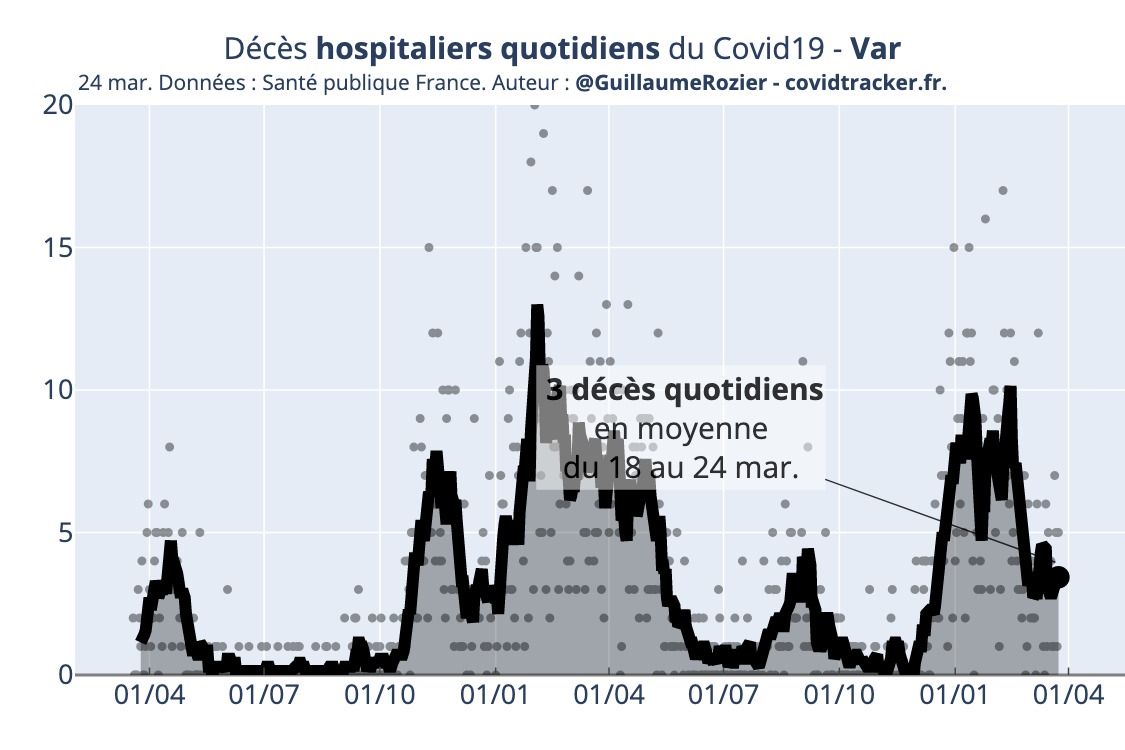 Décès hospitaliers quotidiens du Covid19 - Var
24 mar. Données : Santé publique France. Auteur : @GuillaumeRozier - covidtracker.fr.
20
15
10
5
0
3 décès quotidiens
en moyenne
du 18 au 24 mar.
01/04 01/07 01/10 01/01 01/04 01/07 01/10 01/01 01/04